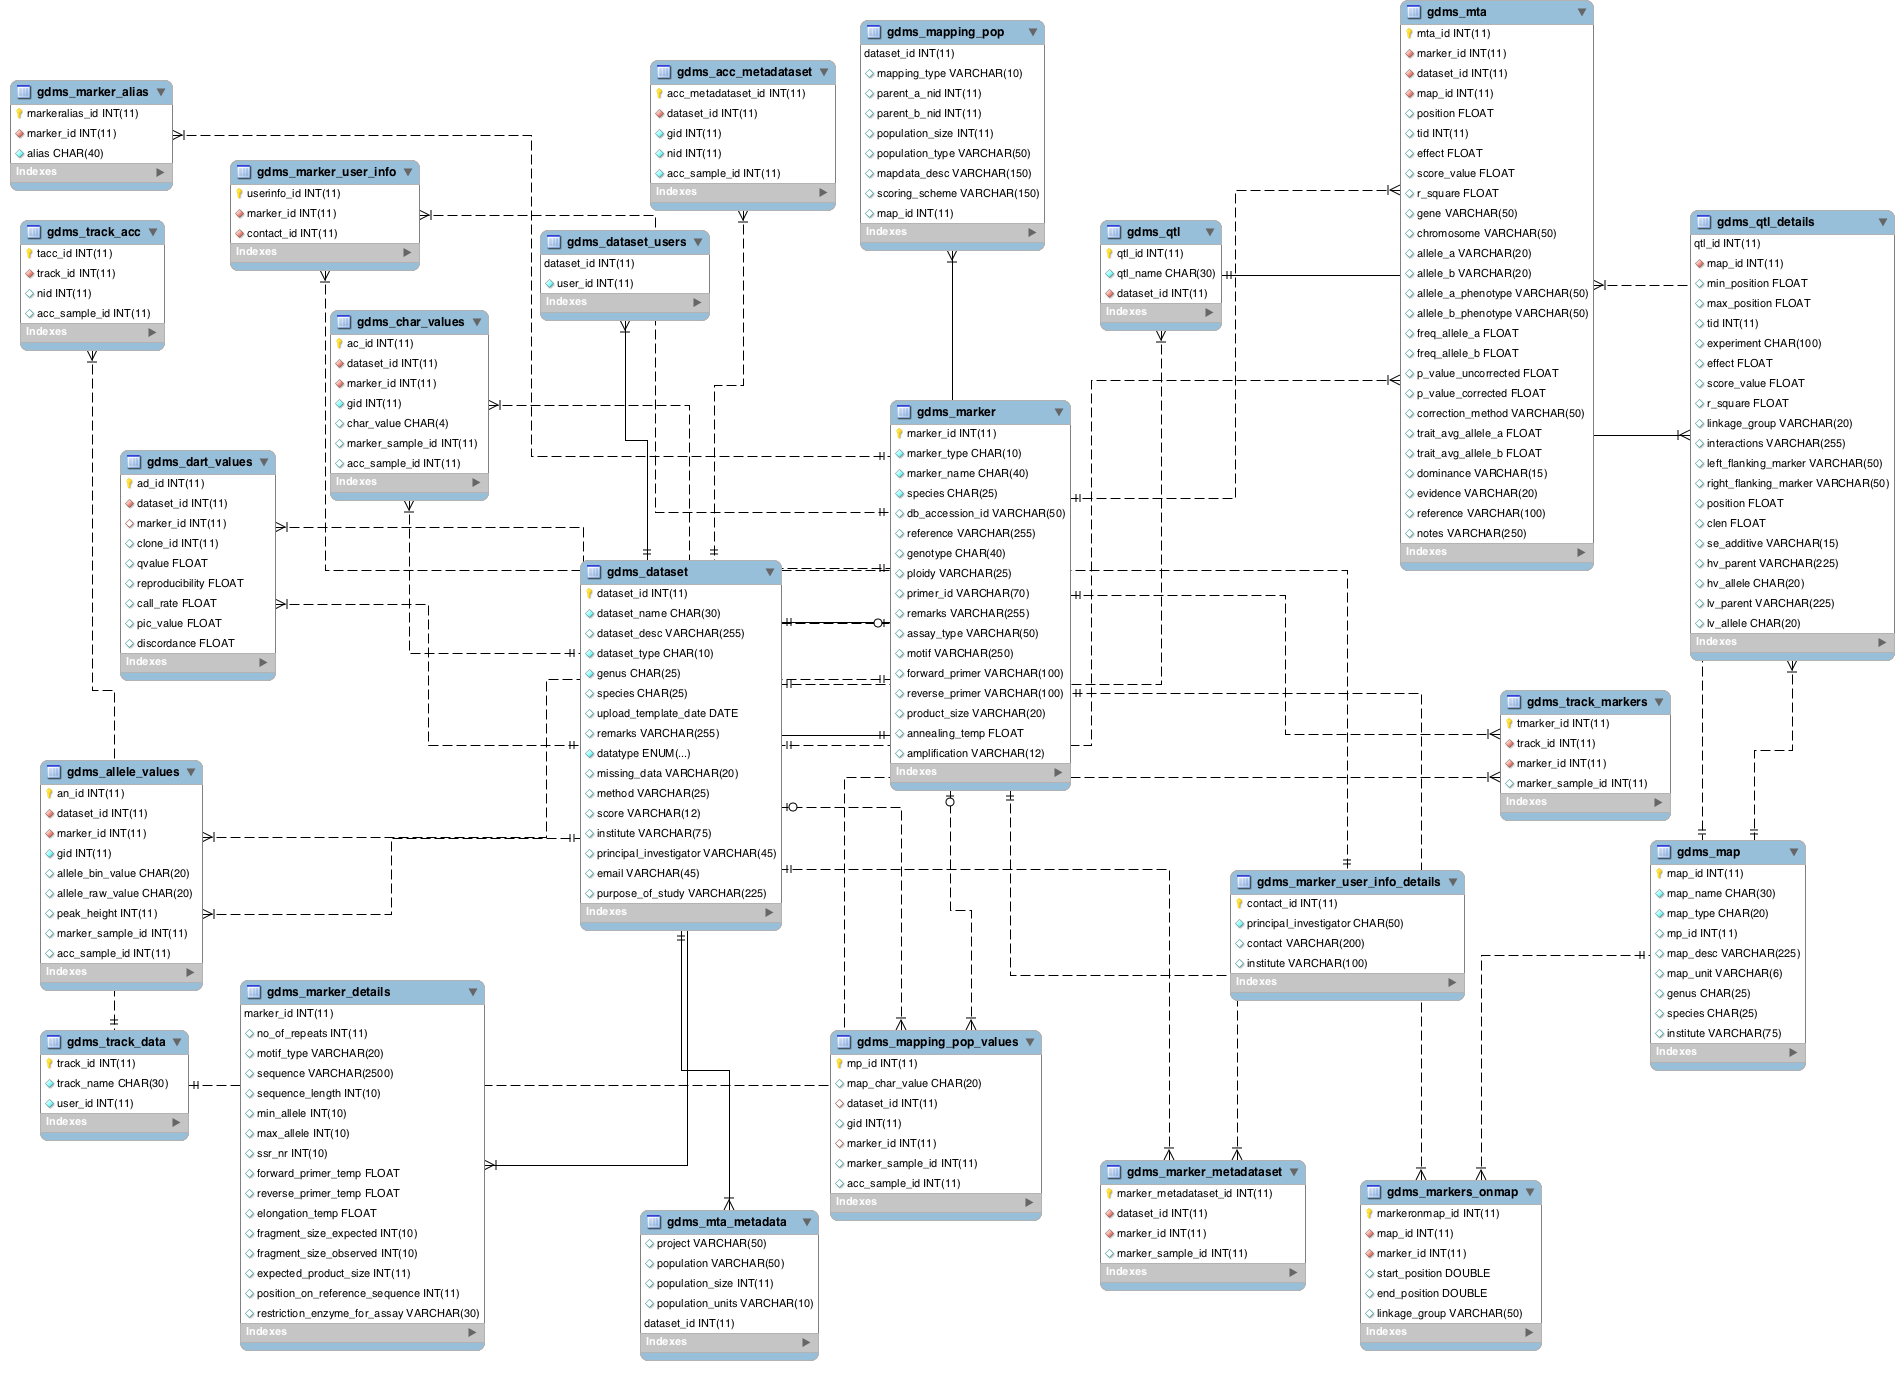 gdms_marker_alias
markeralias_id INT(11)
marker_id INT(11)
alias CHAR(40)
Indexes
gdms_track_acc
tacc_id INT(11)
track_id INT(11)
nid INT(11)
acc_sample_id INT(11)
Indexes
gdms_marker_user_info
userinfo_id INT(11)
marker_id INT(11)
contact_id INT(11)
Indexes
gdms_char_values
ac_id INT(11)
dataset_id INT(11)
marker_id INT(11)
gid INT(11)
char_value CHAR(4)
marker_sample_id INT(11)
acc_sample_id INT(11)
Indexes
gdms_dart_values
ad_id INT(11)
dataset_id INT(11)
marker_id INT(11)
clone_id INT(11)
qvalue FLOAT
reproducibility FLOAT
call_rate FLOAT
pic_value FLOAT
discordance FLOAT
Indexes
gdms_allele_values
an_id INT(11)
dataset_id INT(11)
marker_id INT(11)
gid INT(11)
allele_bin_value CHAR(20)
allele_raw_value CHAR(20)
peak_height INT(11)
marker_sample_id INT(11)
acc_sample_id INT(11)
Indexes
gdms_track_data
track_id INT(11)
track_name CHAR(30)
user_id INT(11)
Indexes
gdms_marker_details
marker_id INT(11)
no_of_repeats INT(11)
motif_type VARCHAR(20)
sequence VARCHAR(2500)
sequence_length INT(10)
min_allele INT(10)
max_allele INT(10)
ssr_nr INT(10)
forward_primer_temp FLOAT
reverse_primer_temp FLOAT
elongation_temp FLOAT
fragment_size_expected INT(10)
fragment_size_observed INT(10)
expected_product_size INT(11)
position_on_reference_sequence INT(11)
restriction_enzyme_for_assay VARCHAR(30)
Indexes
gdms_acc_metadataset
acc_metadataset_id INT(11)
dataset_id INT(11)
gid INT(11)
nid INT(11)
acc_sample_id INT(11)
Indexes
gdms_dataset_users
dataset_id INT(11)
user_id INT(11)
Indexes
gdms_dataset
dataset_id INT(11)
dataset_name CHAR(30)
dataset_desc VARCHAR(255)
dataset_type CHAR(10)
genus CHAR(25)
species CHAR(25)
upload_template_date DATE
remarks VARCHAR(255)
datatype ENUM(...)
missing_data VARCHAR(20)
method VARCHAR(25)
score VARCHAR(12)
institute VARCHAR(75)
principal_investigator VARCHAR(45)
email VARCHAR(45)
purpose_of_study VARCHAR(225)
Indexes
gdms_mta_metadata
project VARCHAR(50)
population VARCHAR(50)
population_size INT(11)
population_units VARCHAR(10)
dataset_id INT(11)
Indexes
gdms_mapping_pop
dataset_id INT(11)
mapping_type VARCHAR(10)
parent_a_nid INT(11)
parent_b_nid INT(11)
population_size INT(11)
population_type VARCHAR(50)
mapdata_desc VARCHAR(150)
scoring_scheme VARCHAR(150)
map_id INT(11)
Indexes
gdms_marker
marker_id INT(11)
marker_type CHAR(10)
marker_name CHAR(40)
species CHAR(25)
db_accession_id VARCHAR(50)
reference VARCHAR(255)
genotype CHAR(40)
ploidy VARCHAR(25)
primer_id VARCHAR(70)
remarks VARCHAR(255)
assay_type VARCHAR(50)
motif VARCHAR(250)
forward_primer VARCHAR(100)
reverse_primer VARCHAR(100)
product_size VARCHAR(20)
annealing_temp FLOAT
amplification VARCHAR(12)
Indexes
gdms_mapping_pop_values
mp_id INT(11)
map_char_value CHAR(20)
dataset_id INT(11)
gid INT(11)
marker_id INT(11)
marker_sample_id INT(11)
acc_sample_id INT(11)
Indexes
gdms_qtl
qtl_id INT(11)
qtl_name CHAR(30)
dataset_id INT(11)
Indexes
gdms_mta
mta_id INT(11)
marker_id INT(11)
dataset_id INT(11)
map_id INT(11)
position FLOAT
tid INT(11)
effect FLOAT
score_value FLOAT
r_square FLOAT
gene VARCHAR(50)
chromosome VARCHAR(50)
allele_a VARCHAR(20)
allele_b VARCHAR(20)
allele_a_phenotype VARCHAR(50)
allele_b_phenotype VARCHAR(50)
freq_allele_a FLOAT
freq_allele_b FLOAT
p_value_uncorrected FLOAT
p_value_corrected FLOAT
correction_method VARCHAR(50)
trait_avg_allele_a FLOAT
trait_avg_allele_b FLOAT
dominance VARCHAR(15)
evidence VARCHAR(20)
reference VARCHAR(100)
notes VARCHAR(250)
Indexes
gdms_qtl_details
qtl_id INT(11)
map_id INT(11)
min_position FLOAT
max_position FLOAT
tid INT(11)
experiment CHAR(100)
effect FLOAT
score_value FLOAT
r_square FLOAT
linkage_group VARCHAR(20)
interactions VARCHAR(255)
left_flanking_marker VARCHAR(50)
right_flanking_marker VARCHAR(50)
position FLOAT
clen FLOAT
se_additive VARCHAR(15)
hv_parent VARCHAR(225)
hv_allele CHAR(20)
lv_parent VARCHAR(225)
lv_allele CHAR(20)
Indexes
gdms_track_markers
tmarker_id INT(11)
track_id INT(11)
marker_id INT(11)
marker_sample_id INT(11)
Indexes
gdms_marker_user_info_details
contact_id INT(11)
principal_investigator CHAR(50)
contact VARCHAR(200)
institute VARCHAR(100)
Indexes
gdms_map
map_id INT(11)
map_name CHAR(30)
map_type CHAR(20)
mp_id INT(11)
map_desc VARCHAR(225)
map_unit VARCHAR(6)
genus CHAR(25)
species CHAR(25)
institute VARCHAR(75)
Indexes
gdms_marker_metadataset
marker_metadataset_id INT(11)
dataset_id INT(11)
marker_id INT(11)
marker_sample_id INT(11)
Indexes
gdms_markers_onmap
markeronmap_id INT(11)
map_id INT(11)
marker_id INT(11)
start_position DOUBLE
end_position DOUBLE
linkage_group VARCHAR(50)
Indexes